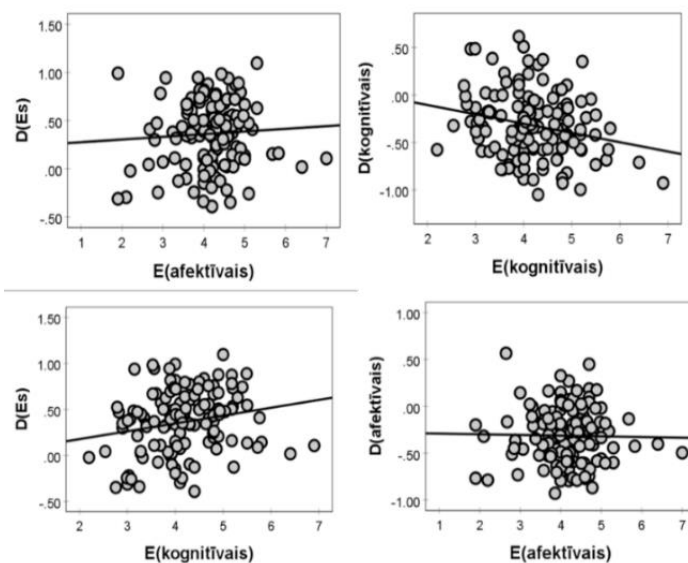 1.50
1.00
.50
.00
-.50
D(Es)
1 2 3 4 5 6 7
E(afektīvais)
.50
.00
-.50
-1.00
D(kognitīvais)
2 3 4 5 6 7
E(kognitīvais)
1.50
1.00
.50
.00
-.50
D(Es)
2 3 4 5 6 7
E(kognitīvais)
1.00
.50
.00
-.50
-1.00
D(afektīvais)
1 2 3 4 5 6 7
E(afektīvais)